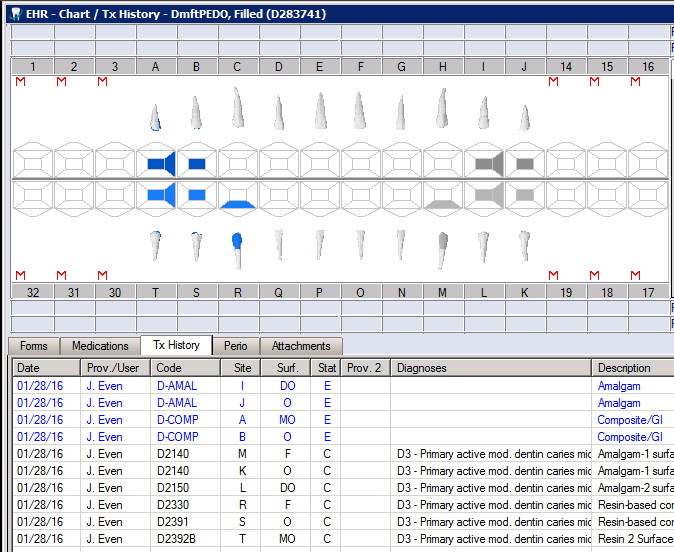 EHR - Chart / Tx History - DmftPEDO, Filled (D283741)
1 2 3 A B C D E F G H I J 14 15 16
M M M M M M
M M M M M M
32 31 30 T S R Q P O N M L K 19 18 17
Forms Medications Tx History Perio Attachments
Date Prov./User Code Site Surf. Stat Prov. 2 Diagnoses Description
01/28/16 J. Even D-AMAL I DO E Amalgam
01/28/16 J. Even D-AMAL J O E Amalgam
01/28/16 J. Even D-COMP A MO E Composite/GI
01/28/16 J. Even D-COMP B O E Composite/GI
01/28/16 J. Even D2140 M F C D3 - Primary active mod. dentin caries mic Amalgam-1 surfa
01/28/16 J. Even D2140 K O C D3 - Primary active mod. dentin caries mic Amalgam-1 surfa
01/28/16 J. Even D2150 L DO C D3 - Primary active mod. dentin caries mic Amalgam-2 surfa
01/28/16 J. Even D2330 R F C D3 - Primary active mod. dentin caries mic Resin-based cor
01/28/16 J. Even D2391 S O C D3 - Primary active mod. dentin caries mic Resin-based cor
01/28/16 J. Even D2392B T MO C D3 - Primary active mod. dentin caries mic Resin 2 Surface